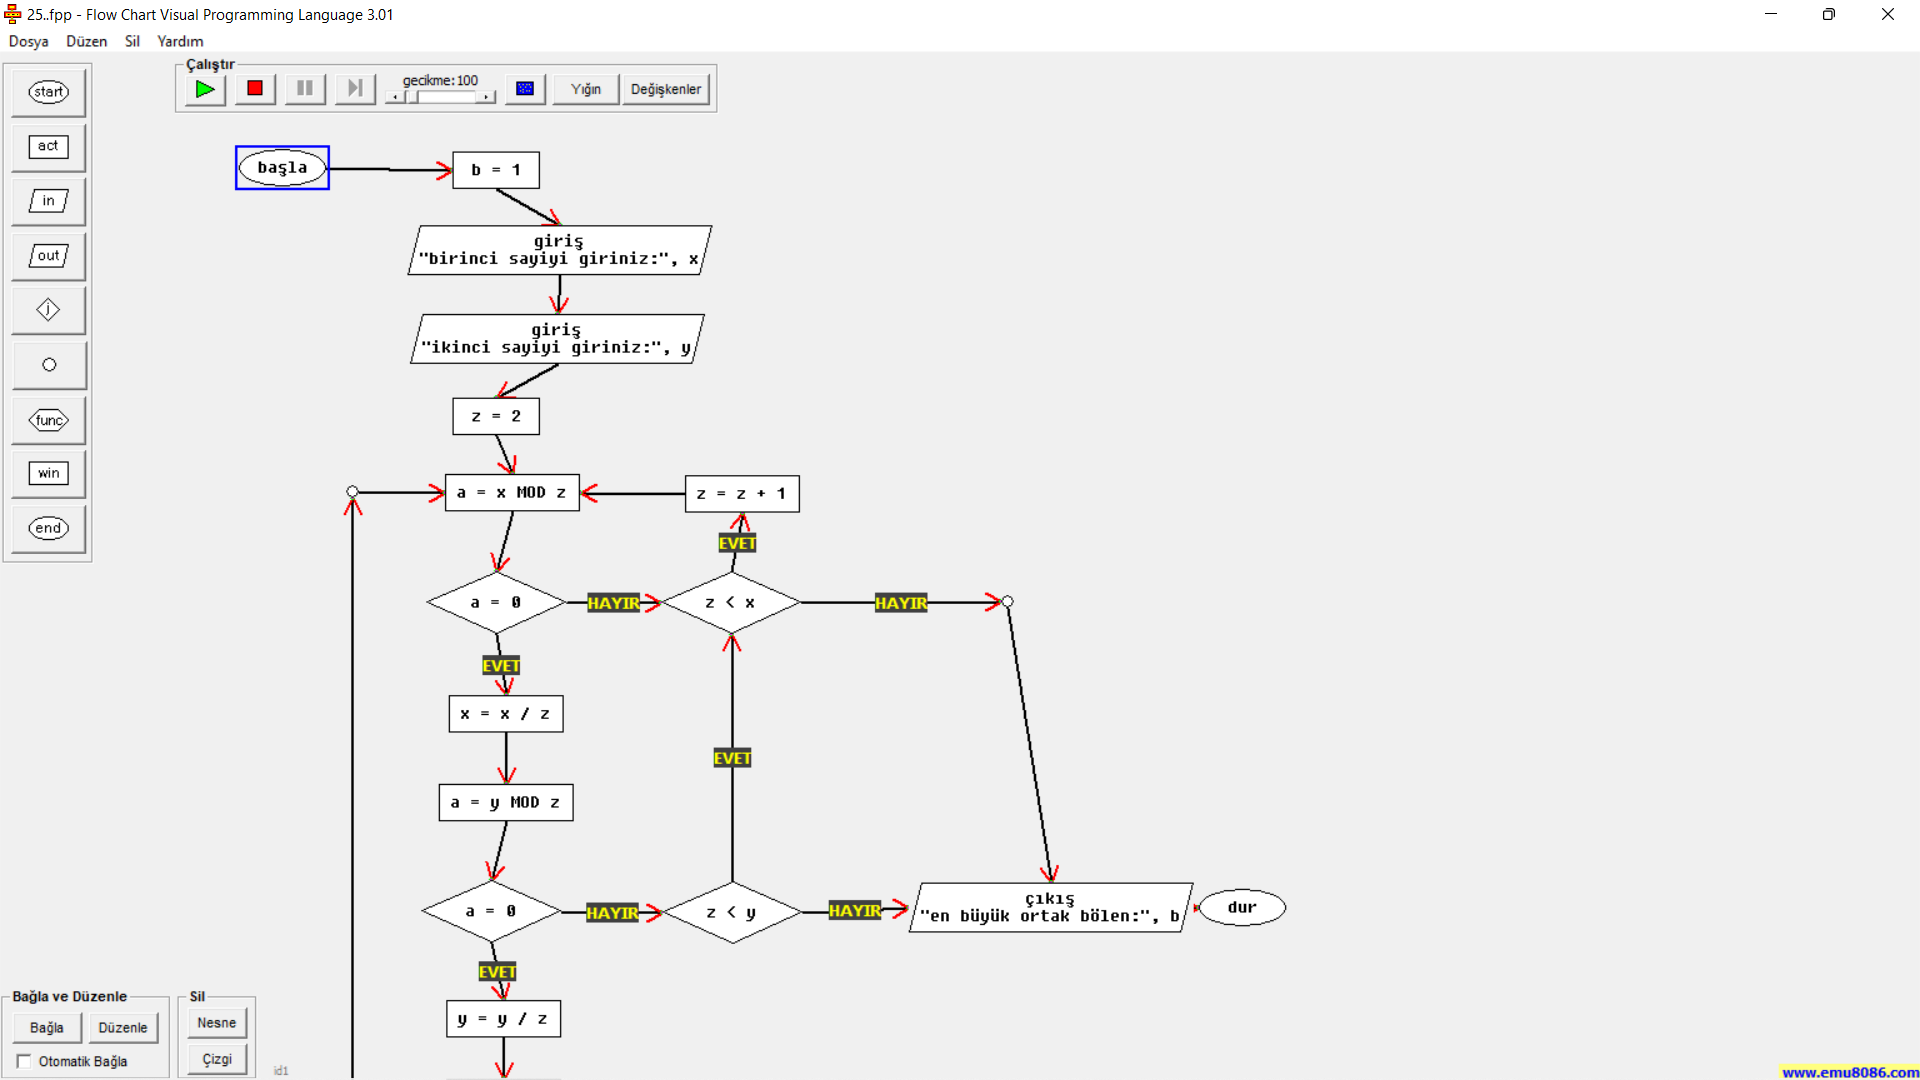 25..fpp - Flow Chart Visual Programming Language 3.01
Dosya Düzen Sil Yardım
Çalıştır
gecikme:100
Yığın
Değişkenler
start
act
in
out
j
func
win
end
başla
b = 1
giriş
"birinci sayiyi giriniz:", x
giriş
"ikinci sayiyi giriniz:", y
z = 2
a = x MOD z
z = z + 1
EVET
a = 0
HAYIR
z < x
HAYIR
EVET
x = x / z
EVET
a = y MOD z
a = 0
HAYIR
z < y
HAYIR
çıkış
"en büyük ortak bölen:", b
dur
EVET
y = y / z
Bağla ve Düzenle
Bağla
Düzenle
Otomatik Bağla
Sil
Nesne
Çizgi
id1
www.emu8086.com